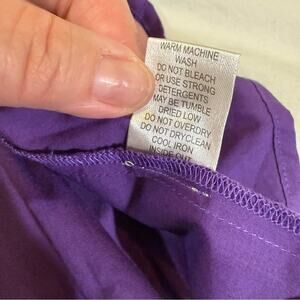 WARM MACHINE
WASH
DO NOT BLEACH
OR USE STRONG
DETERGENTS
MAY BE TUMBLE
DRIED LOW
DO NOT OVERDRY
DO NOT DRYCLEAN
COOL IRON
INSIDE OUT